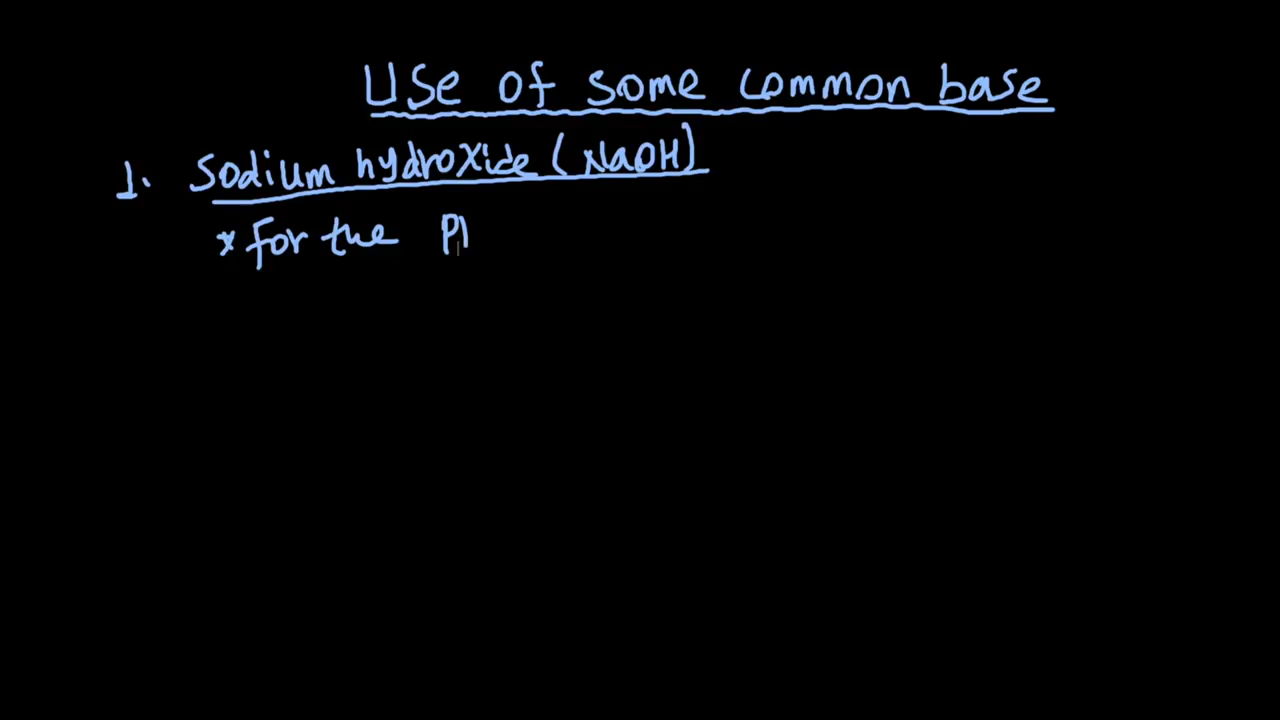 Use of some common base
1. Sodium hydroxide (NaOH)
* For the